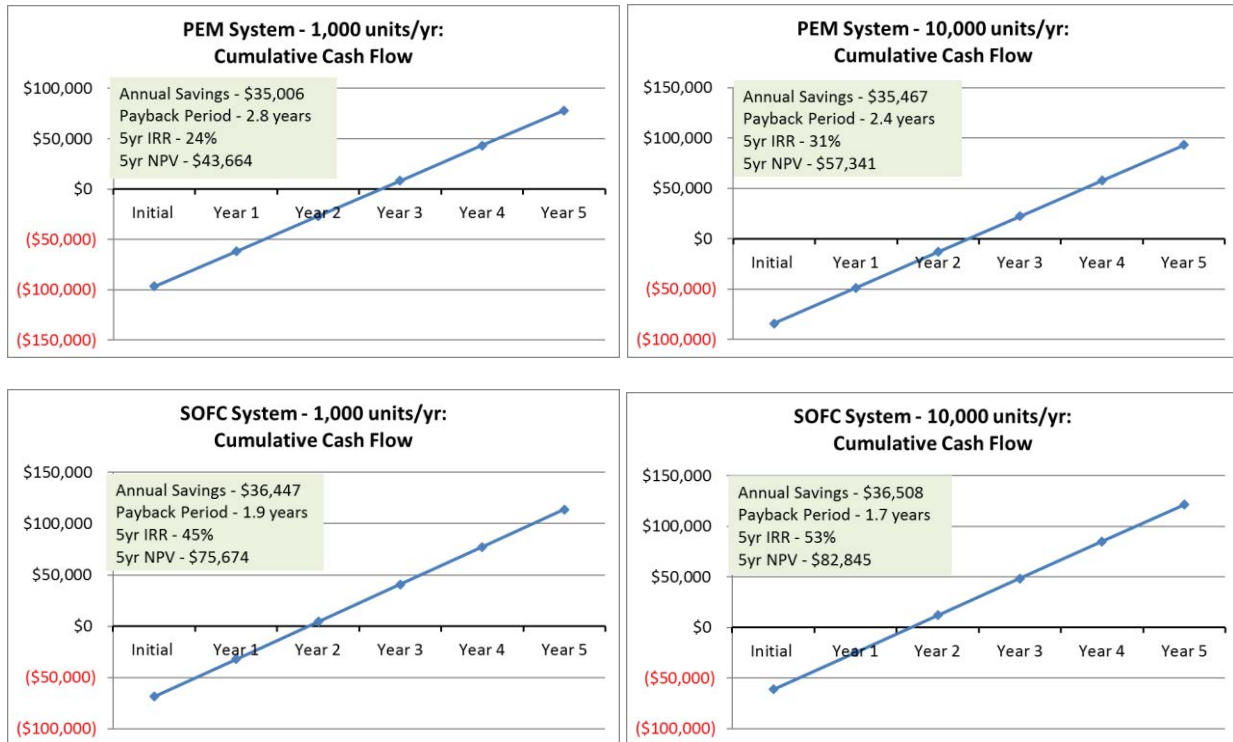 PEM System - 1,000 units/yr:
Cumulative Cash Flow
Annual Savings - $35,006
Payback Period - 2.8 years
5yr IRR - 24%
5yr NPV - $43,664
$100,000
$50,000
$0
($50,000)
($100,000)
($150,000)
Initial Year 1 Year 2 Year 3 Year 4 Year 5
PEM System - 10,000 units/yr:
Cumulative Cash Flow
Annual Savings - $35,467
Payback Period - 2.4 years
5yr IRR - 31%
5yr NPV - $57,341
$150,000
$100,000
$50,000
$0
($50,000)
($100,000)
Initial Year 1 Year 2 Year 3 Year 4 Year 5
SOFC System - 1,000 units/yr:
Cumulative Cash Flow
Annual Savings - $36,447
Payback Period - 1.9 years
5yr IRR - 45%
5yr NPV - $75,674
$150,000
$100,000
$50,000
$0
($50,000)
($100,000)
Initial Year 1 Year 2 Year 3 Year 4 Year 5
SOFC System - 10,000 units/yr:
Cumulative Cash Flow
Annual Savings - $36,508
Payback Period - 1.7 years
5yr IRR - 53%
5yr NPV - $82,845
$150,000
$100,000
$50,000
$0
($50,000)
($100,000)
Initial Year 1 Year 2 Year 3 Year 4 Year 5